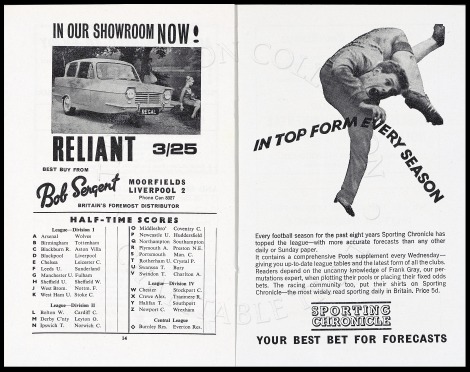 IN OUR SHOWROOM NOW!
REGAL
RELIANT 3/25
BEST BUY FROM
Bob Sergent
MOORFIELDS
LIVERPOOL 2
BRITAIN'S FOREMOST DISTRIBUTOR
HALF-TIME SCORES
League—Division I
A Arsenal Wolves
B Birmingham Tottenham
C Blackburn R. Aston Villa
D Blackpool Liverpool
E Chelsea Leicester C.
F Leeds U. Sunderland
G Manchester U. Fulham
H Sheffield U. Sheffield W.
J West Brom. Nottm. F.
K West Ham U. Stoke C.
League—Division II
L Bolton W. Cardiff C.
M Derby C'nty Leyton O.
N Ipswich T. Norwich C.
O Middlesbro' Coventry C.
P Newcastle U. Huddersfield
Q Northampton Southampton
R Plymouth A. Preston N.E.
S Portsmouth Man. C.
T Rotherham U. Crystal P.
U Swansea T. Bury
V Swindon T. Charlton A.
League—Division IV
W Chester Stockport C.
X Crewe Alex. Tranmere R.
Y Halifax T. Southport
Z Newport C. Wrexham
Central League
O Burnley Res. Everton Res.
14
IN TOP FORM EVERY SEASON
Every football season for the past eight years Sporting Chronicle has
topped the league—with more accurate forecasts than any other
daily or Sunday paper.
It contains a comprehensive Pools supplement every Wednesday—
giving you up-to-date league tables and the latest form of all the clubs.
Readers depend on the uncanny knowledge of Frank Gray, our per-
mutations expert, when plotting their pools or placing their fixed odds
bets. The racing community too, put their shirts on Sporting
Chronicle—the most widely read sporting daily in Britain. Price 5d.
SPORTING
CHRONICLE
YOUR BEST BET FOR FORECASTS